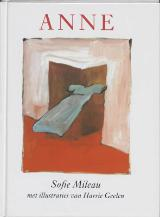 ANNE
Sofie Mileau
met illustraties van Harrie Geelen